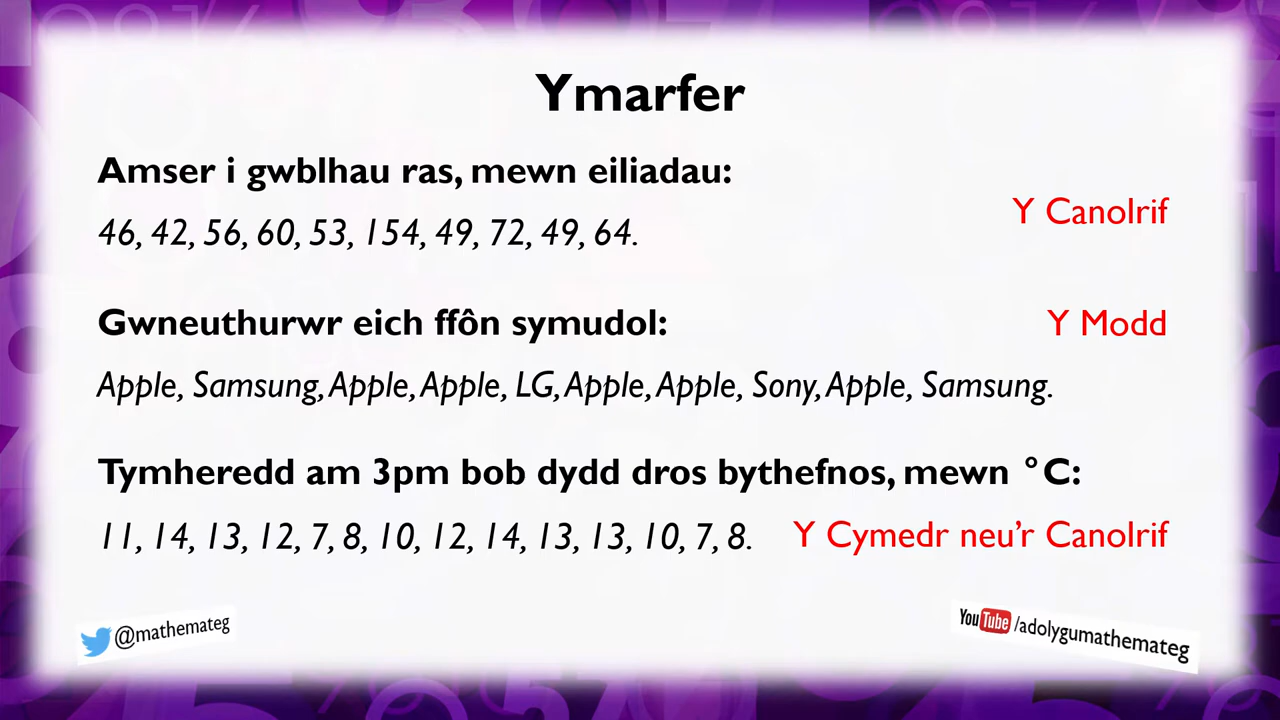 Ymarfer
Amser i gwblhau ras, mewn eiliadau:
Y Canolrif
46, 42, 56, 60, 53, 154, 49, 72, 49, 64.
Gwneuthurwr eich ffôn symudol:
Y Modd
Apple, Samsung, Apple, Apple, LG, Apple, Apple, Sony, Apple, Samsung.
Tymheredd am 3pm bob dydd dros bythefnos, mewn °C:
11, 14, 13, 12, 7, 8, 10, 12, 14, 13, 13, 10, 7, 8.
Y Cymedr neu’r Canolrif
@mathemateg
YouTube /adolygumathemateg